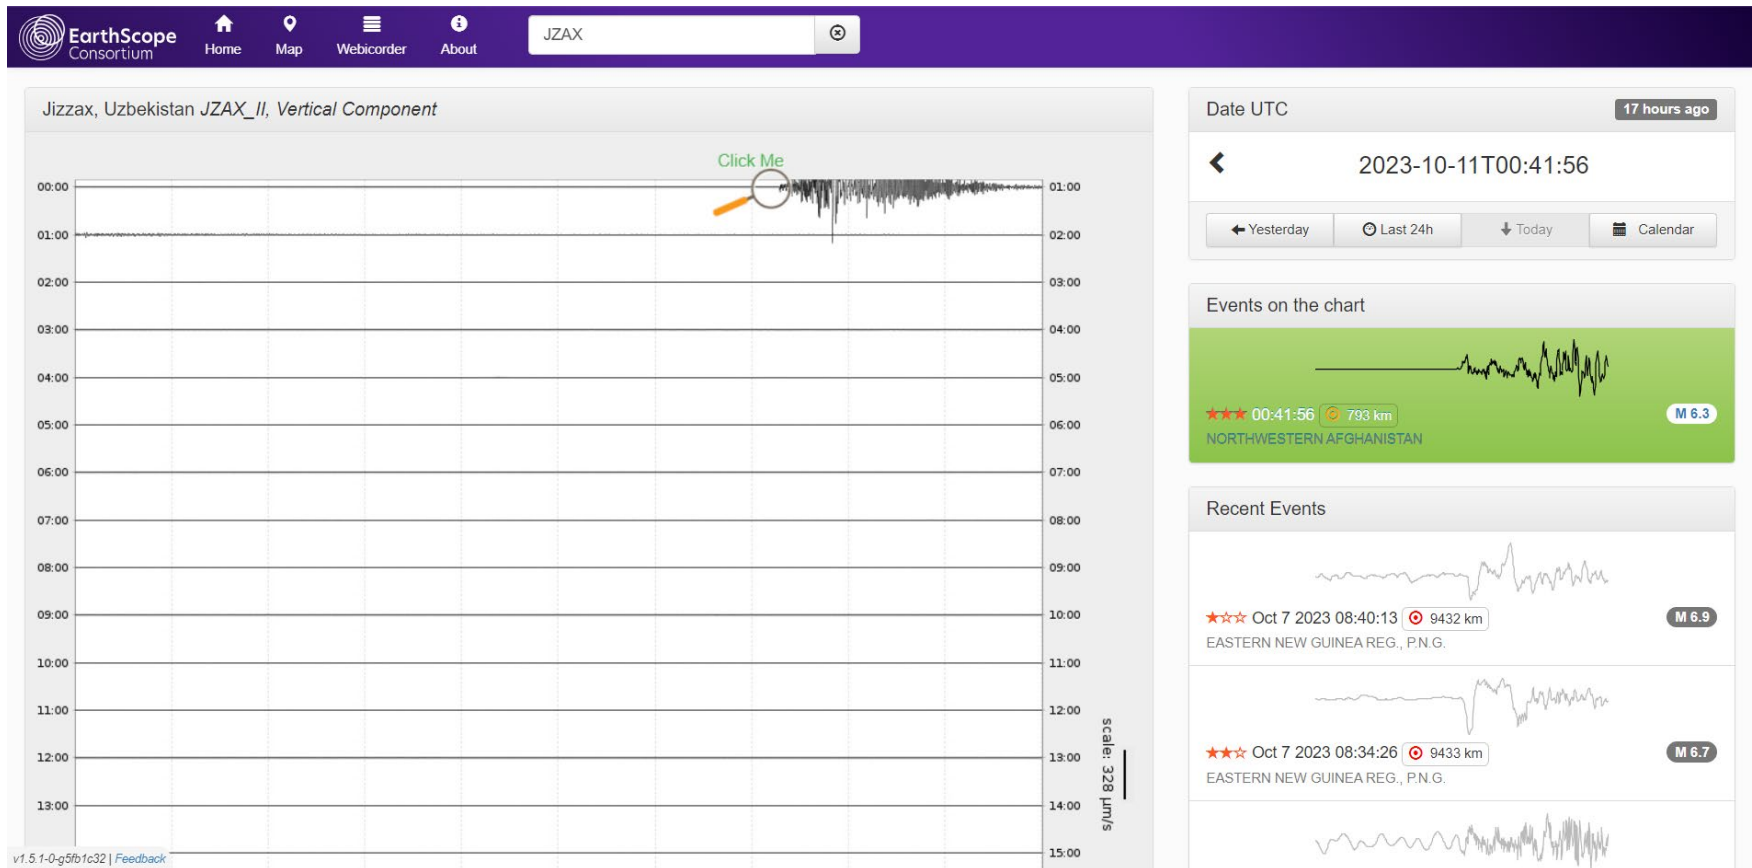 EarthScope
Consortium
Home
Map
Webicorder
About
JZAX
Jizzax, Uzbekistan JZAX_II, Vertical Component
Click Me
00:00 01:00
01:00 02:00
02:00 03:00
03:00 04:00
04:00 05:00
05:00 06:00
06:00 07:00
07:00 08:00
08:00 09:00
09:00 10:00
10:00 11:00
11:00 12:00
12:00 13:00
13:00 14:00
15:00
scale: 328 μm/s
v1.5.1-0-g5fb1c32 | Feedback
Date UTC
17 hours ago
2023-10-11T00:41:56
Yesterday
Last 24h
Today
Calendar
Events on the chart
00:41:56 793 km M 6.3
NORTHWESTERN AFGHANISTAN
Recent Events
Oct 7 2023 08:40:13 9432 km M 6.9
EASTERN NEW GUINEA REG., P.N.G.
Oct 7 2023 08:34:26 9433 km M 6.7
EASTERN NEW GUINEA REG., P.N.G.